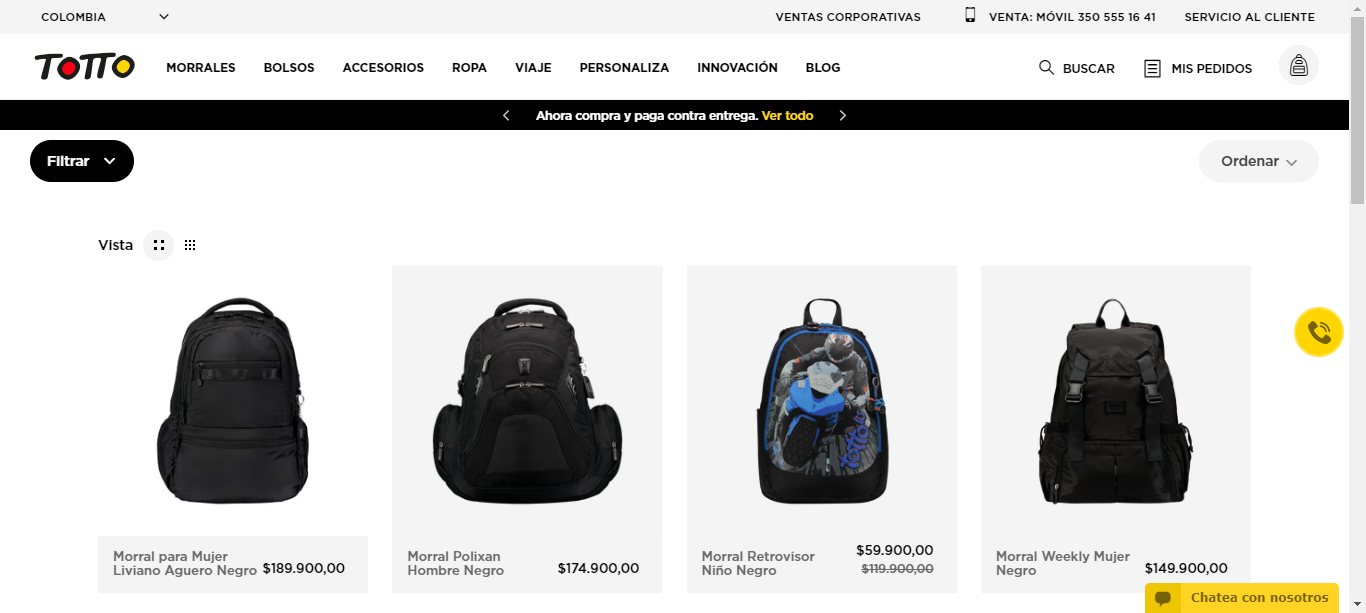 COLOMBIA
VENTAS CORPORATIVAS
VENTA: MÓVIL 350 555 16 41
SERVICIO AL CLIENTE
TOTTO
MORRALES
BOLSOS
ACCESORIOS
ROPA
VIAJE
PERSONALIZA
INNOVACIÓN
BLOG
BUSCAR
MIS PEDIDOS
Ahora compra y paga contra entrega. Ver todo
Filtrar
Ordenar
Vista
TOTTO
Morral para Mujer
Liviano Aguero Negro
$189.900,00
Morral Polixan
Hombre Negro
$174.900,00
Morral Retrovisor
Niño Negro
$59.900,00
$119.900,00
Morral Weekly Mujer
Negro
$149.900,00
Chatea con nosotros